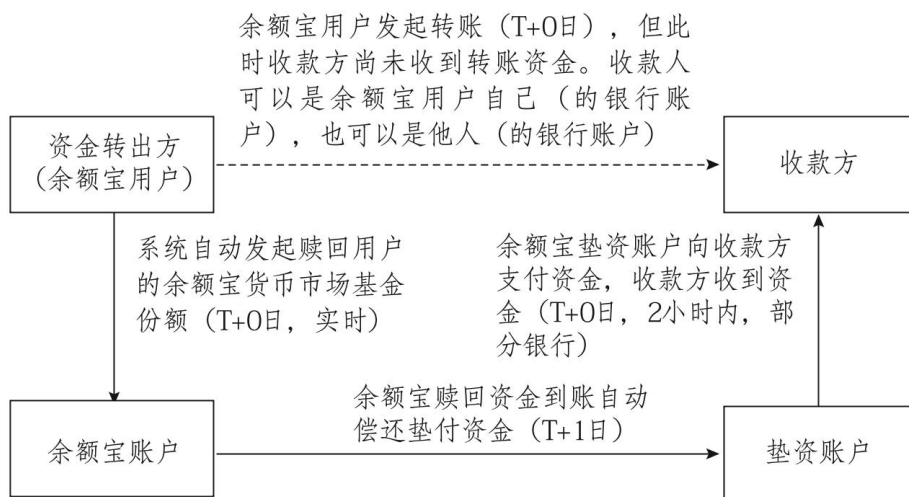 余额宝用户发起转账（T+0日），但此
时收款方尚未收到转账资金。收款人
可以是余额宝用户自己（的银行账
户），也可以是他人（的银行账户）
资金转出方
（余额宝用户）
收款方
系统自动发起赎回用户
的余额宝货币市场基金
份额（T+0日，实时）
余额宝垫资账户向收款方
支付资金，收款方收到资
金（T+0日，2小时内，部
分银行）
余额宝赎回资金到账自动
偿还垫付资金（T+1日）
余额宝账户
垫资账户